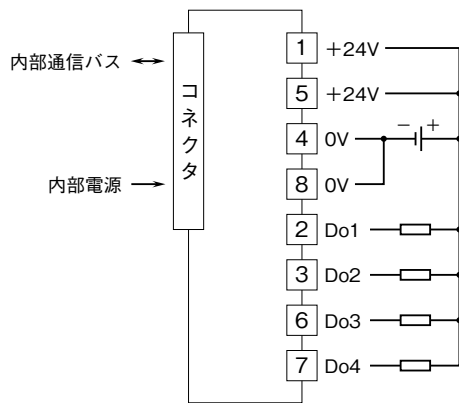 内部通信バス
内部電源
コネクタ
1 +24V
5 +24V
4 0V
− +
8 0V
2 Do1
3 Do2
6 Do3
7 Do4